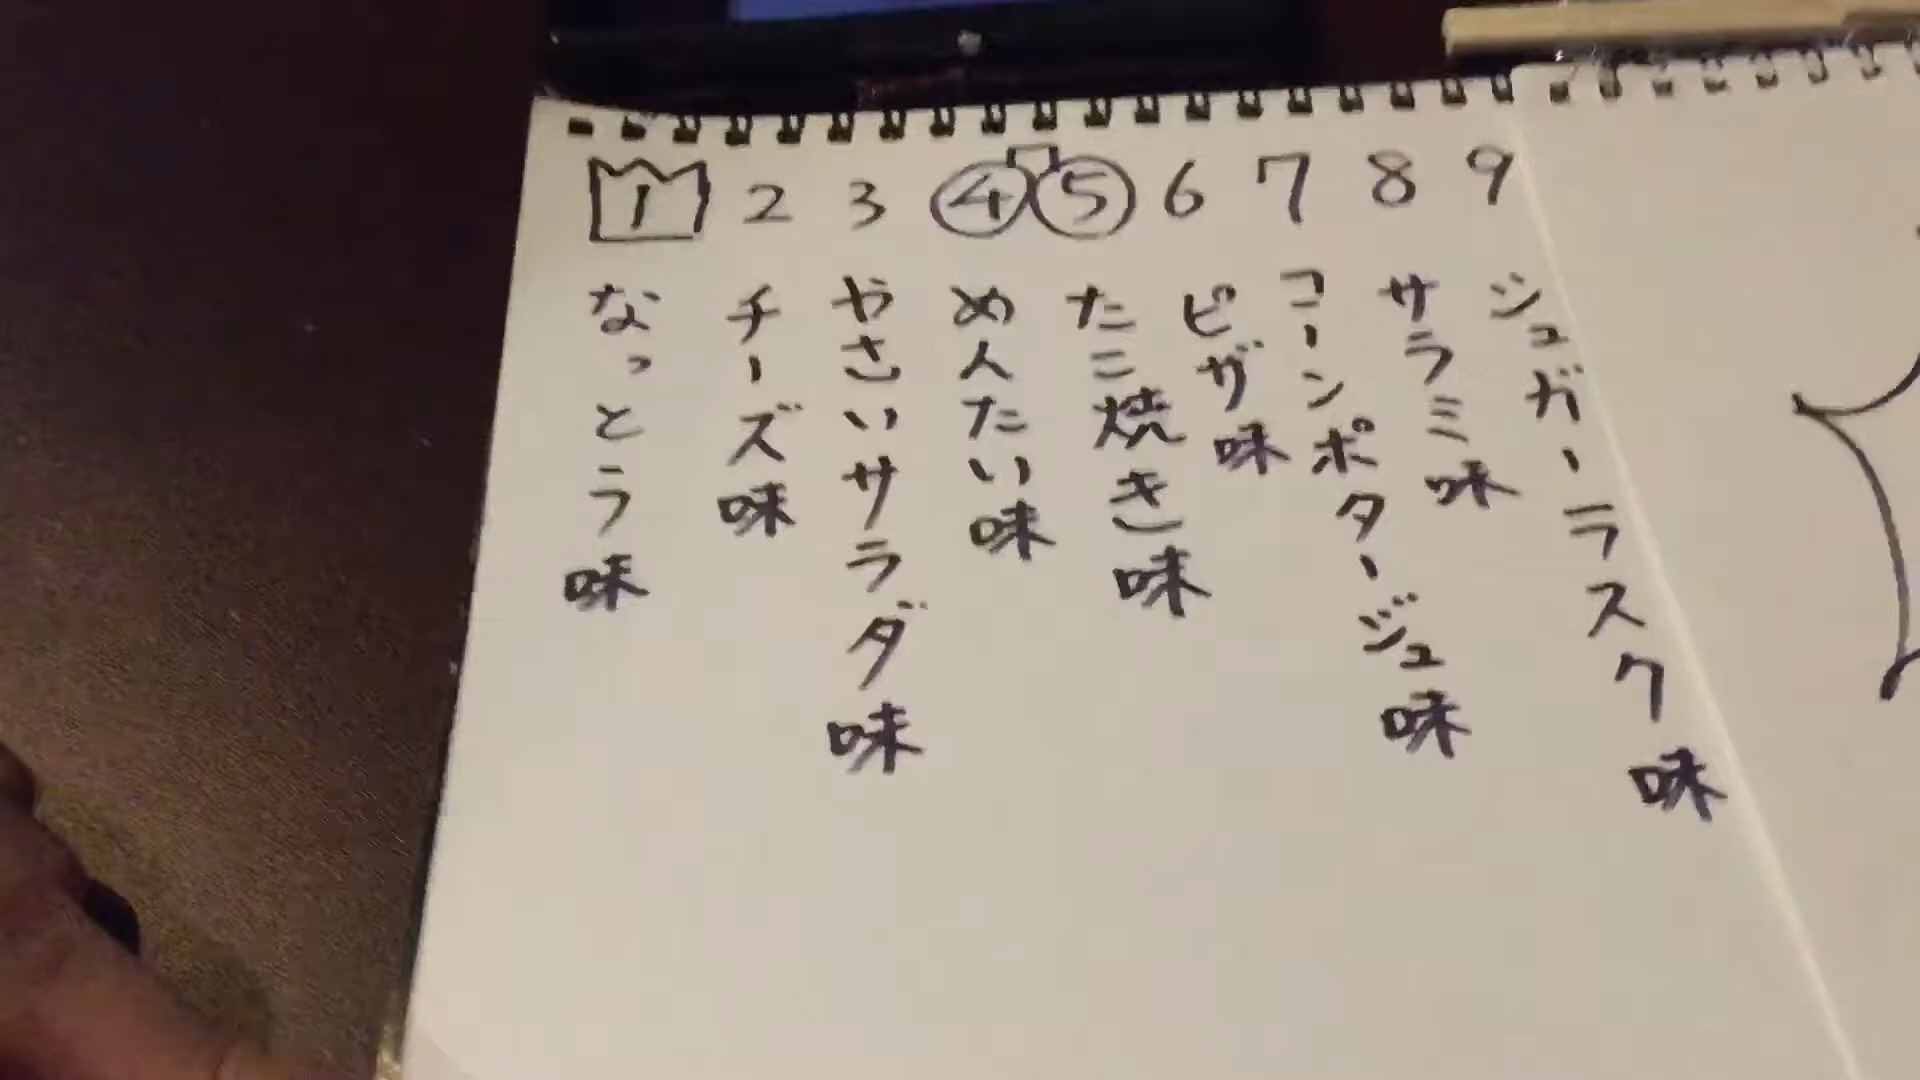 1 2 3 4 5 6 7 8 9
なっとう味
チーズ味
やさいサラダ味
めんたい味
たこ焼き味
ピザ味
コーンポタージュ味
サラミ味
シュガーラスク味